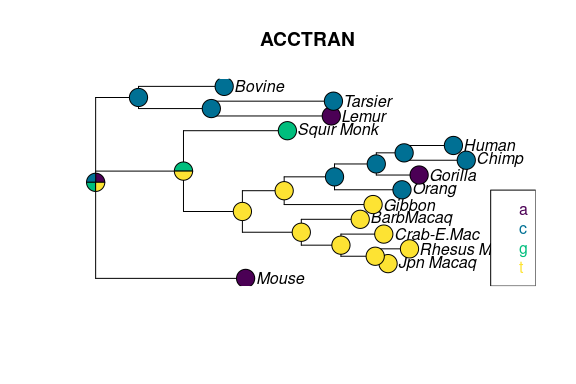 ACCTRAN
Bovine
Tarsier
Lemur
Squir Monk
Human
Chimp
Gorilla
Orang
Gibbon
BarbMacaq
Crab-E.Mac
Rhesus M
Jpn Macaq
Mouse
a
c
g
t